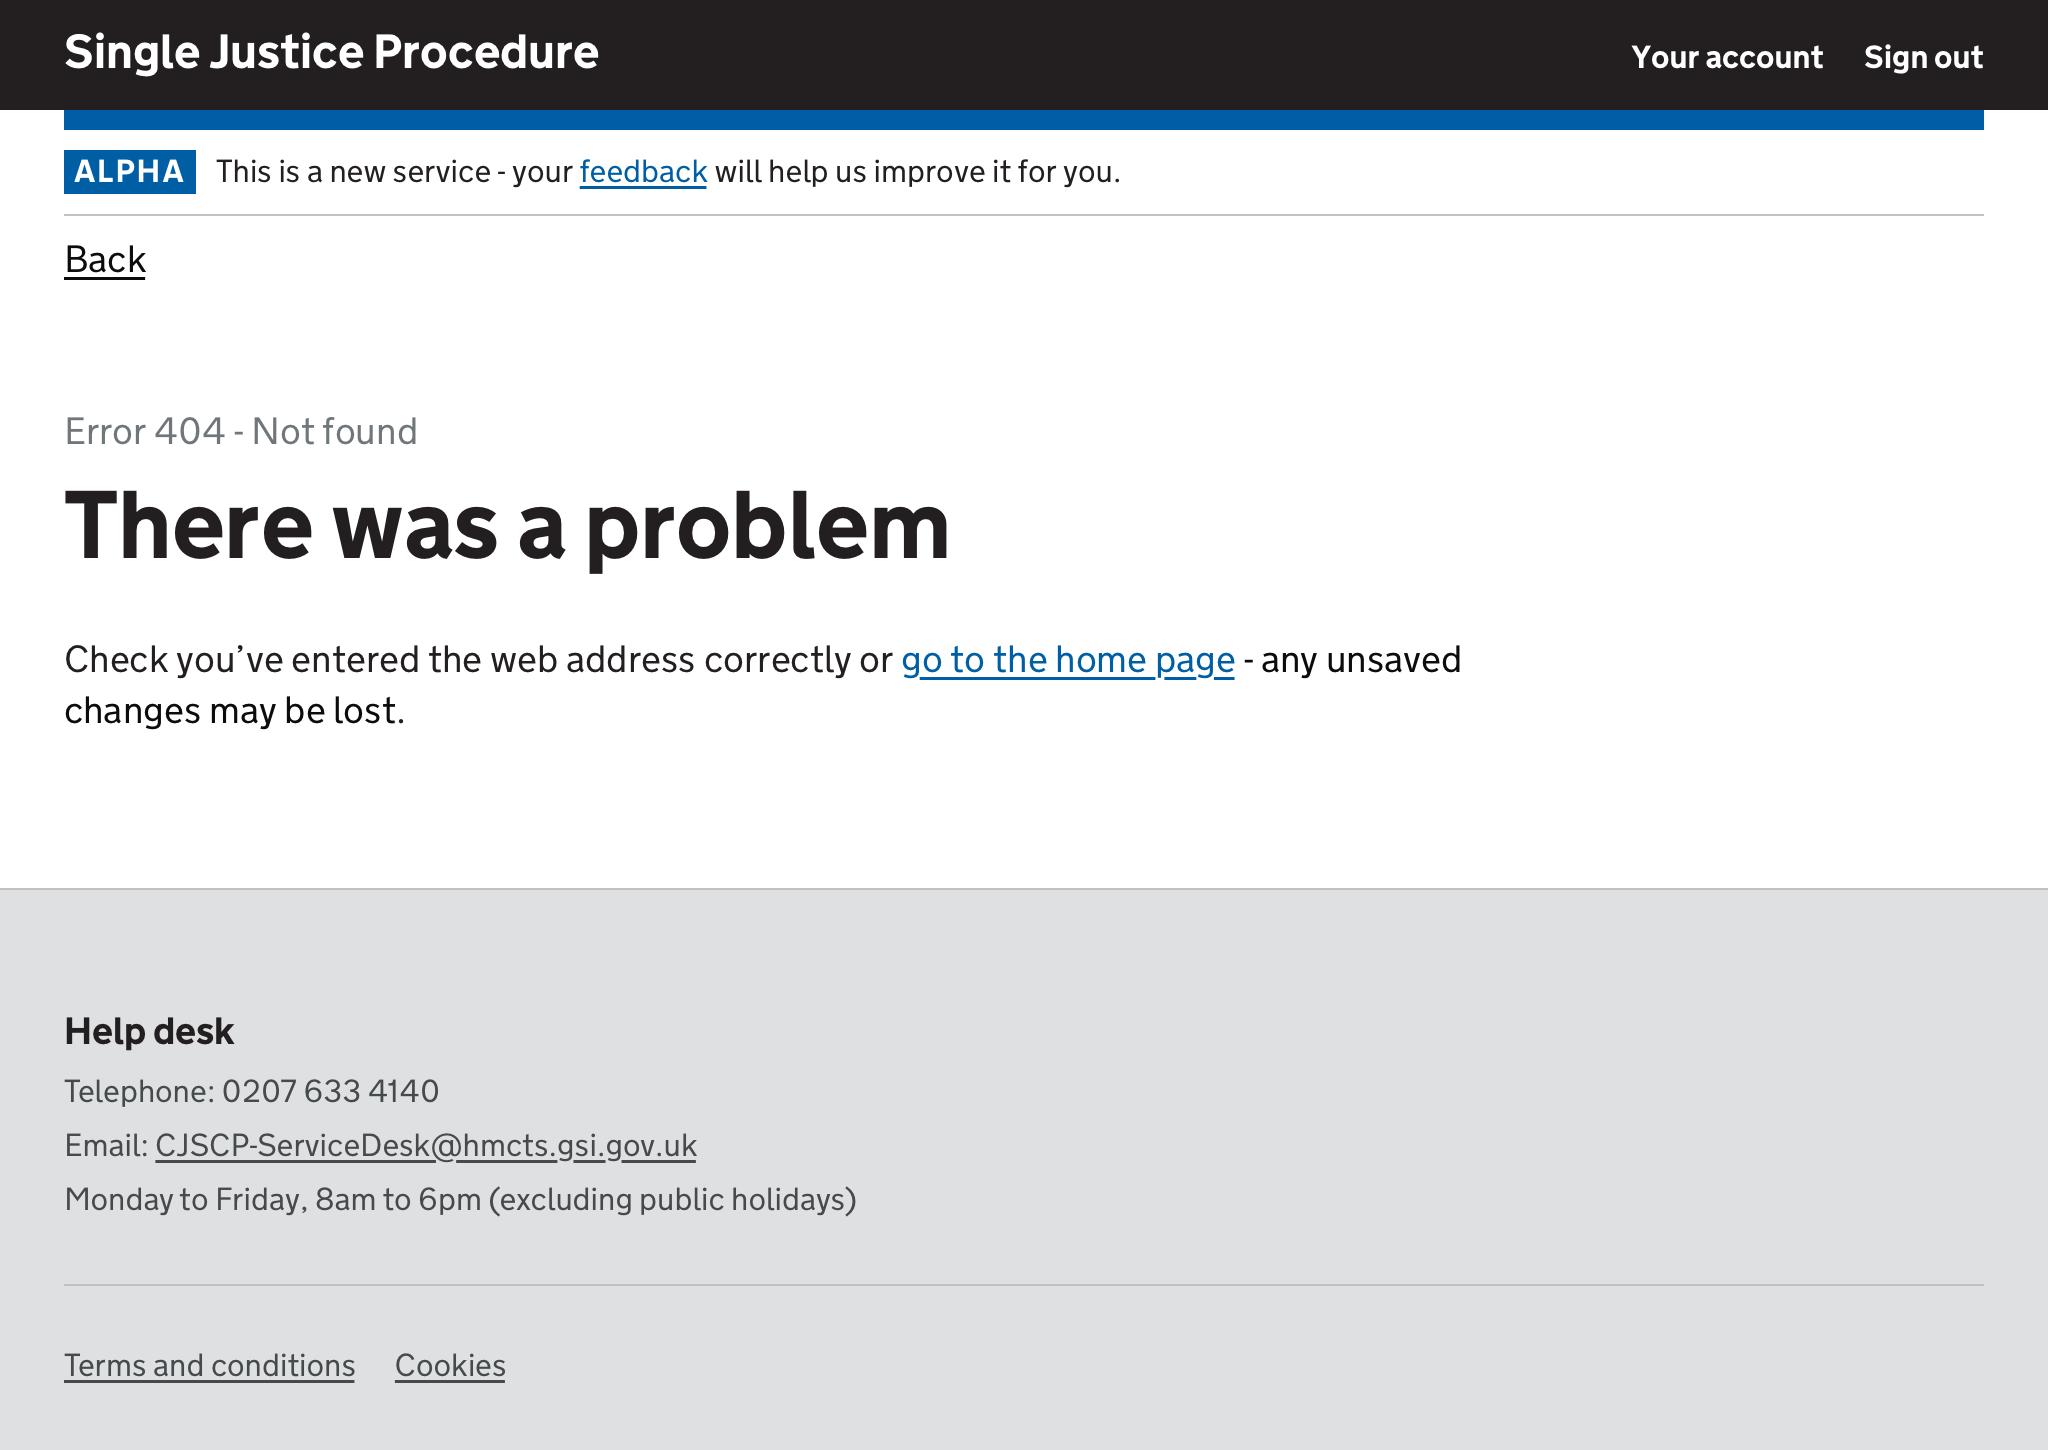 Single Justice Procedure
Your account
Sign out
ALPHA This is a new service - your feedback will help us improve it for you.
Back
Error 404 - Not found
There was a problem
Check you’ve entered the web address correctly or go to the home page - any unsaved
changes may be lost.
Help desk
Telephone: 0207 633 4140
Email: CJSCP-ServiceDesk@hmcts.gsi.gov.uk
Monday to Friday, 8am to 6pm (excluding public holidays)
Terms and conditions
Cookies